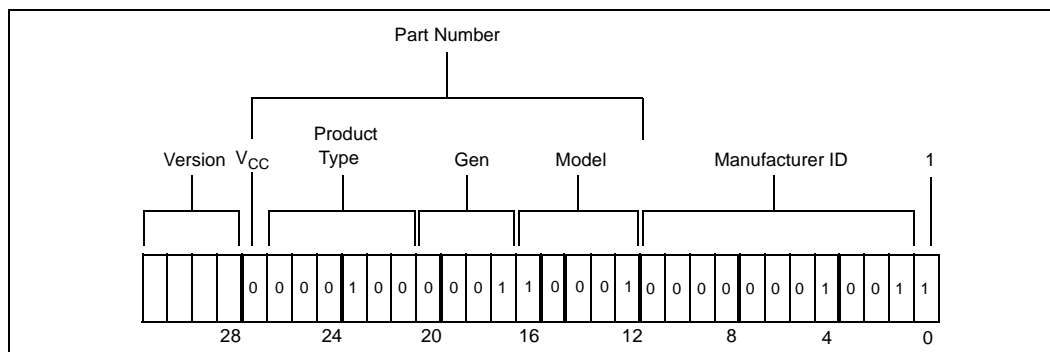 Part Number
Product
Version V_CC Type Gen Model Manufacturer ID 1
0 0 0 0 1 0 0 0 0 0 1 1 0 0 0 1 0 0 0 0 0 0 0 1 0 0 1 1
28 24 20 16 12 8 4 0